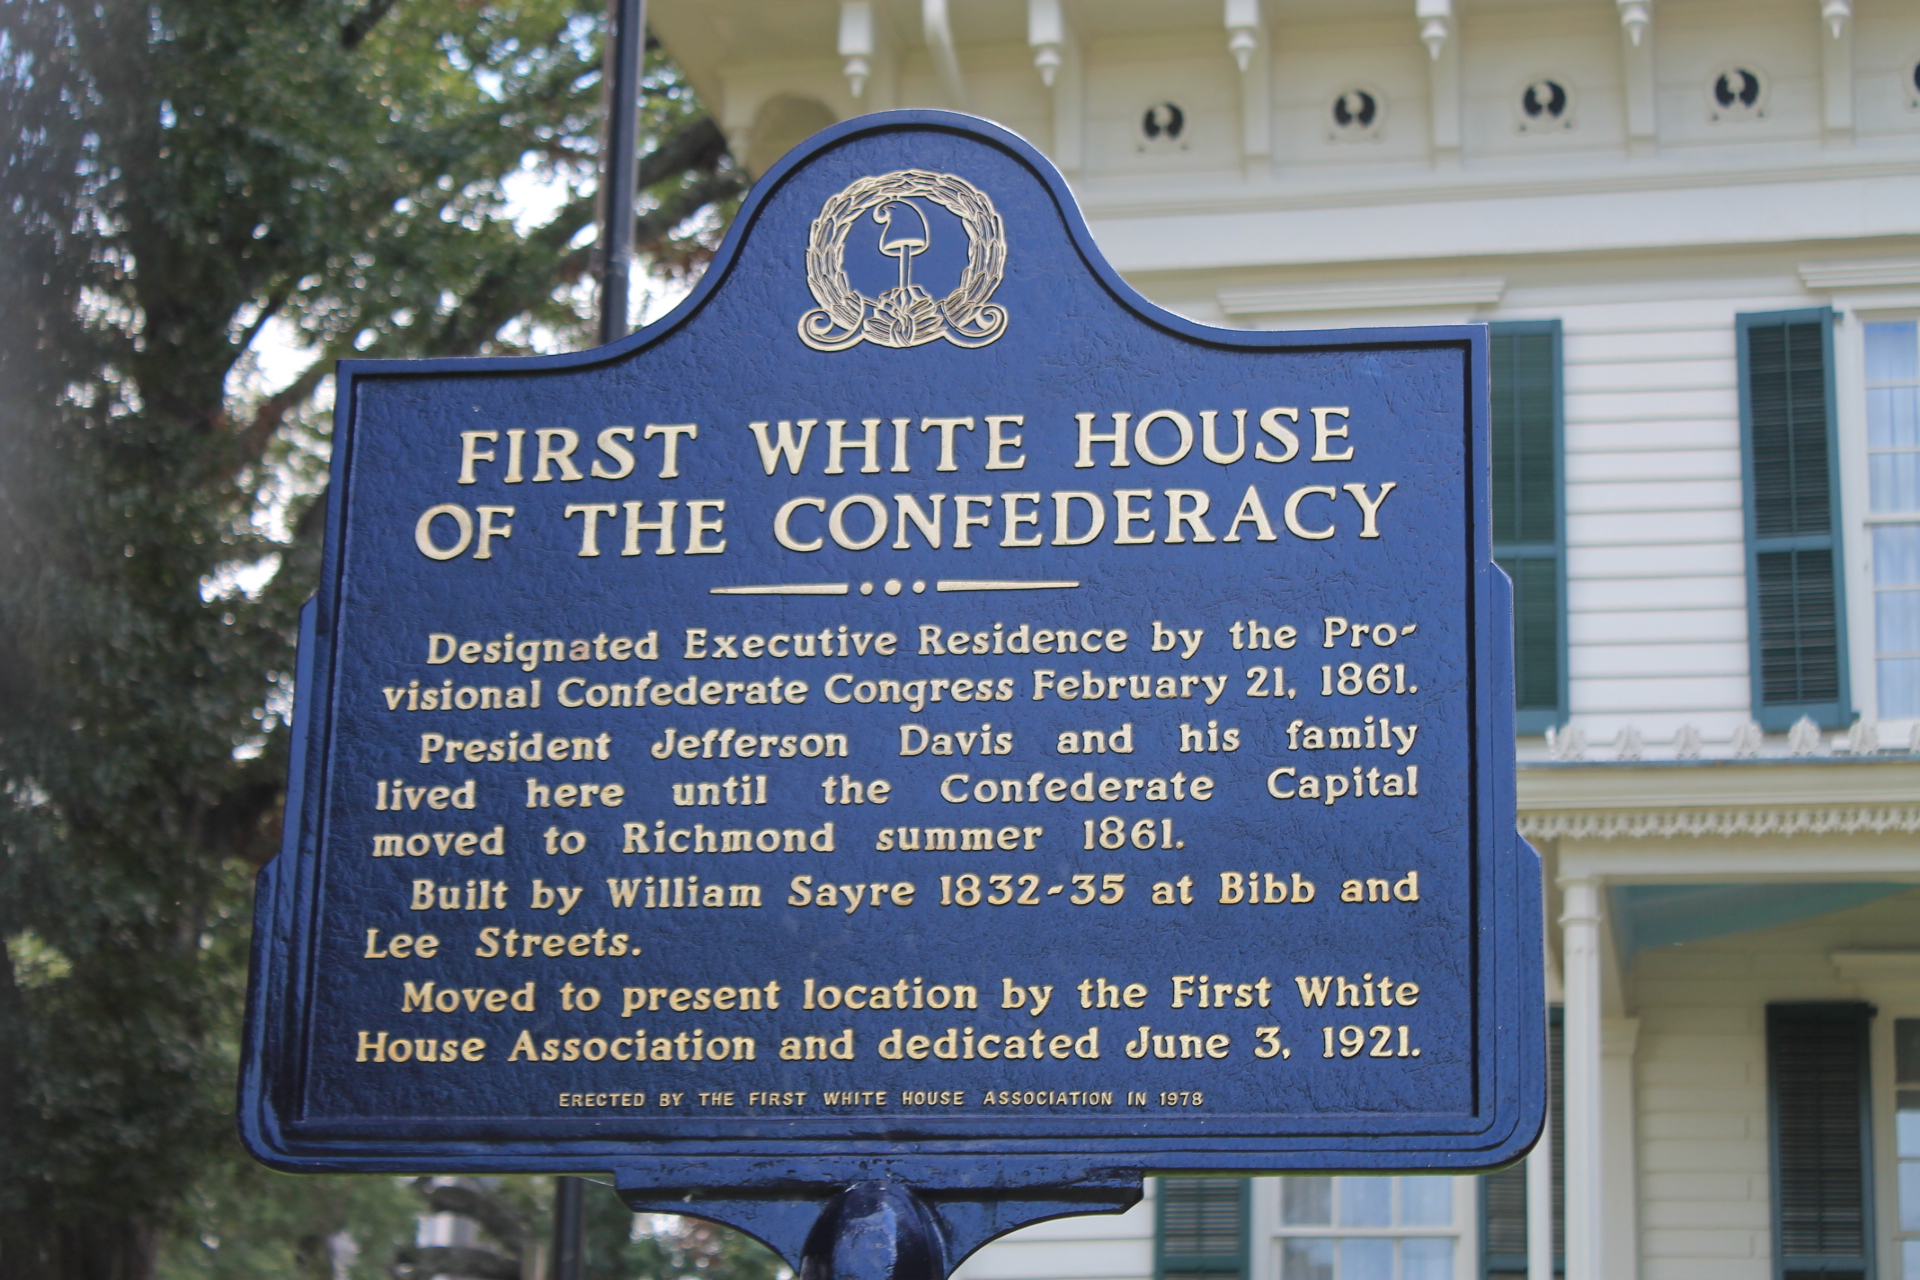 FIRST WHITE HOUSE
OF THE CONFEDERACY
Designated Executive Residence by the Pro-
visional Confederate Congress February 21, 1861.
President Jefferson Davis and his family
lived here until the Confederate Capital
moved to Richmond summer 1861.
Built by William Sayre 1832-35 at Bibb and
Lee Streets.
Moved to present location by the First White
House Association and dedicated June 3, 1921.
ERECTED BY THE FIRST WHITE HOUSE ASSOCIATION IN 1978